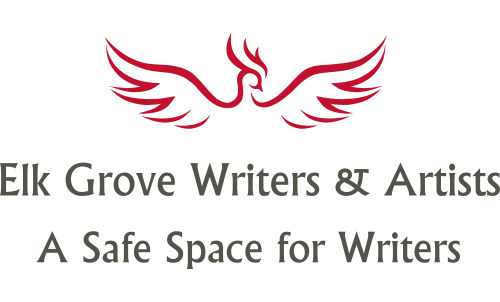 Elk Grove Writers & Artists
A Safe Space for Writers